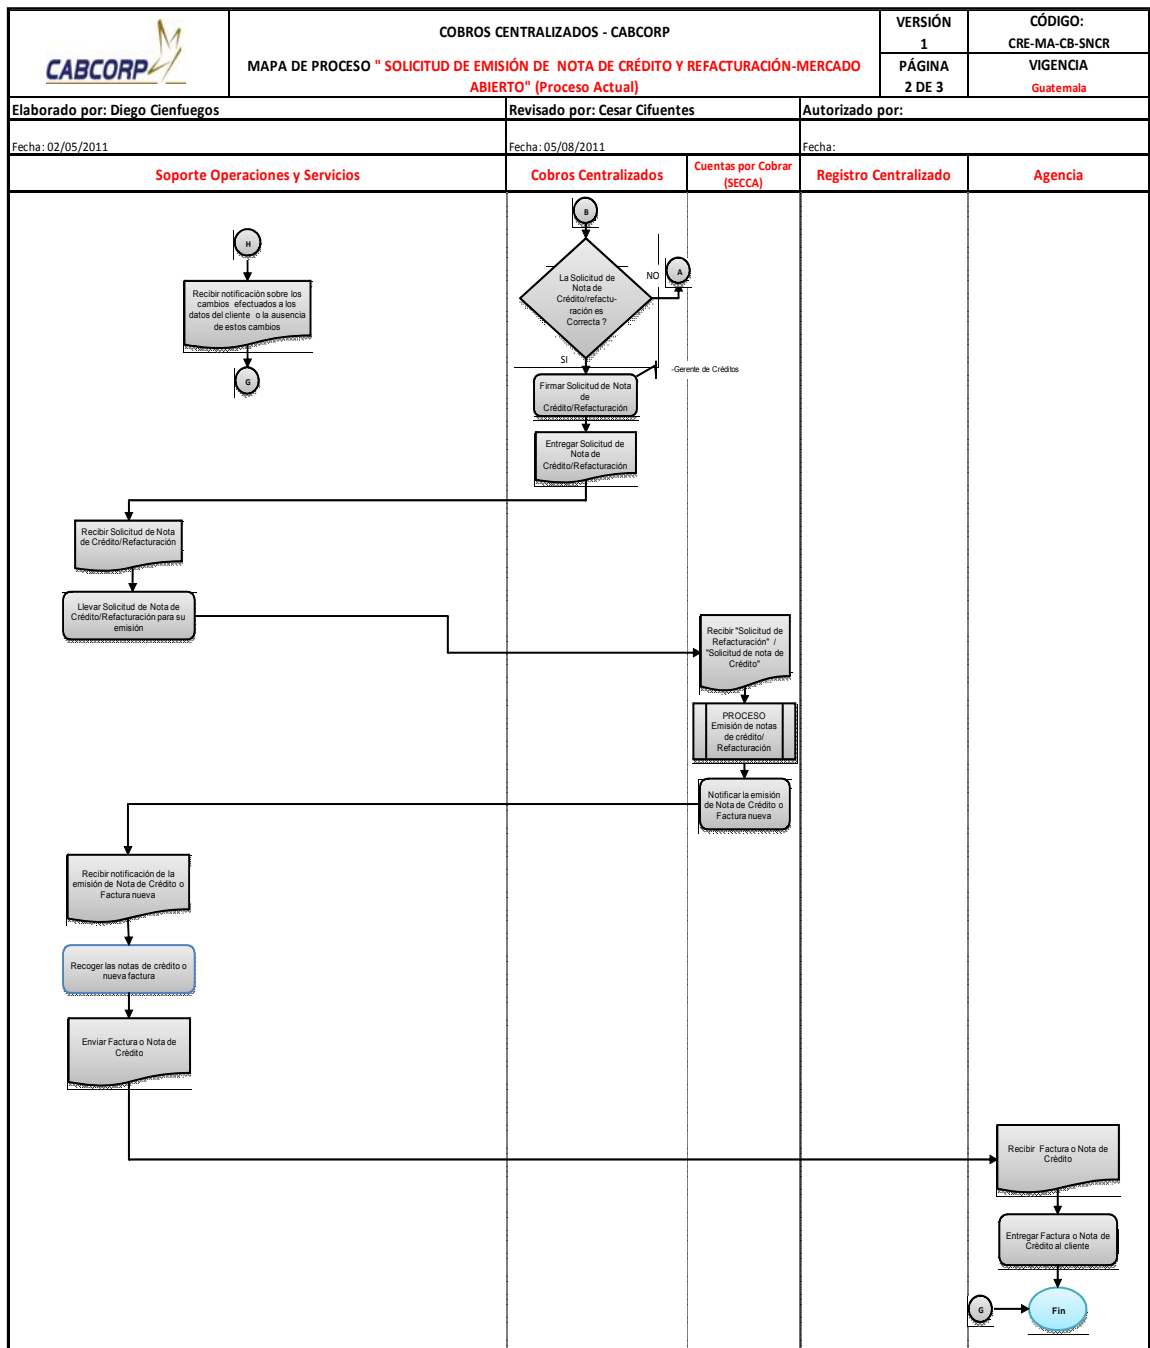 CABCORP
COBROS CENTRALIZADOS - CABCORP
MAPA DE PROCESO " SOLICITUD DE EMISIÓN DE NOTA DE CRÉDITO Y REFACTURACIÓN-MERCADO
ABIERTO" (Proceso Actual)
VERSIÓN
1
CÓDIGO:
CRE-MA-CB-SNCR
PÁGINA
2 DE 3
VIGENCIA
Guatemala
Elaborado por: Diego Cienfuegos
Revisado por: Cesar Cifuentes
Autorizado por:
Fecha: 02/05/2011
Fecha: 05/08/2011
Fecha:
Soporte Operaciones y Servicios
Cobros Centralizados
Cuentas por Cobrar
(SECCA)
Registro Centralizado
Agencia
B
H
La Solicitud de
Nota de
Crédito/refactu-
ración es
Correcta ?
NO
A
SI
Recibir notificaciòn sobre los
cambios efectuados a los
datos del cliente o la ausencia
de estos cambios
G
-Gerente de Créditos
Firmar Solicitud de Nota
de
Crédito/Refacturación
Entregar Solicitud de
Nota de
Crédito/Refacturación
Recibir Solicitud de Nota
de Crédito/Refacturación
Llevar Solicitud de Nota de
Crédito/Refacturación para su
emisión
Recibir "Solicitud de
Refacturación" /
"Solicitud de nota de
Crédito"
PROCESO
Emisión de notas
de crédito/
Refacturación
Notificar la emisión
de Nota de Crédito o
Factura nueva
Recibir notificación de la
emisión de Nota de Crédito o
Factura nueva
Recoger las notas de crèdito o
nueva factura
Enviar Factura o Nota de
Crèdito
Recibir Factura o Nota de
Crèdito
Entregar Factura o Nota de
Crèdito al cliente
G
Fin